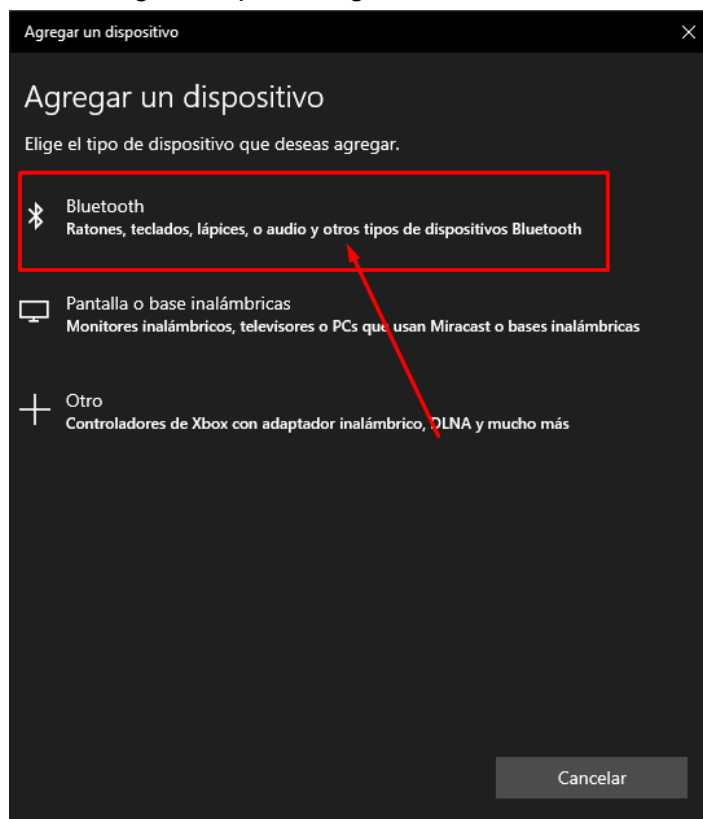 Agregar un dispositivo
Agregar un dispositivo
Elige el tipo de dispositivo que deseas agregar.
Bluetooth
Ratones, teclados, lápices, o audio y otros tipos de dispositivos Bluetooth
Pantalla o base inalámbricas
Monitores inalámbricos, televisores o PCs que usan Miracast o bases inalámbricas
Otro
Controladores de Xbox con adaptador inalámbrico, DLNA y mucho más
Cancelar